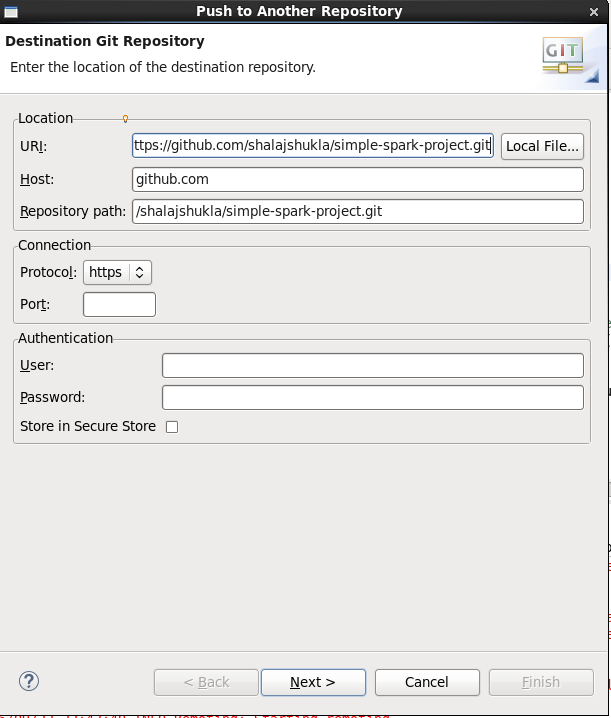 Push to Another Repository
Destination Git Repository
Enter the location of the destination repository.
GIT
Location
URI: ttps://github.com/shalajshukla/simple-spark-project.git Local File...
Host: github.com
Repository path: /shalajshukla/simple-spark-project.git
Connection
Protocol: https
Port:
Authentication
User:
Password:
Store in Secure Store
? < Back Next > Cancel Finish